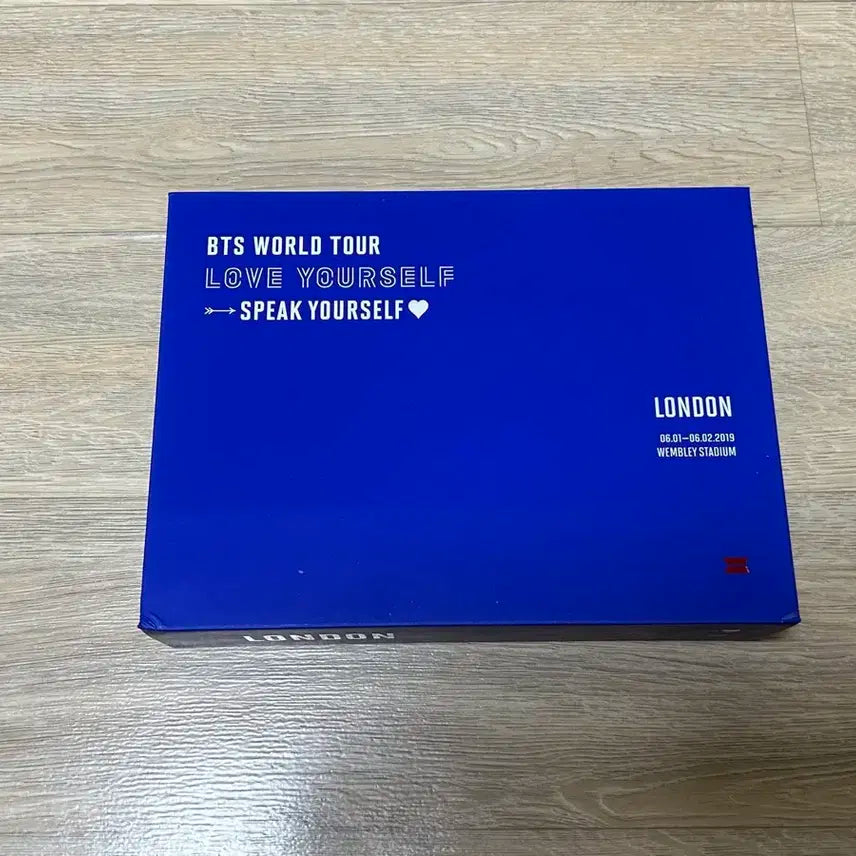 BTS WORLD TOUR
LOVE YOURSELF
SPEAK YOURSELF
LONDON
06.01–06.02.2019
WEMBLEY STADIUM
LONDON